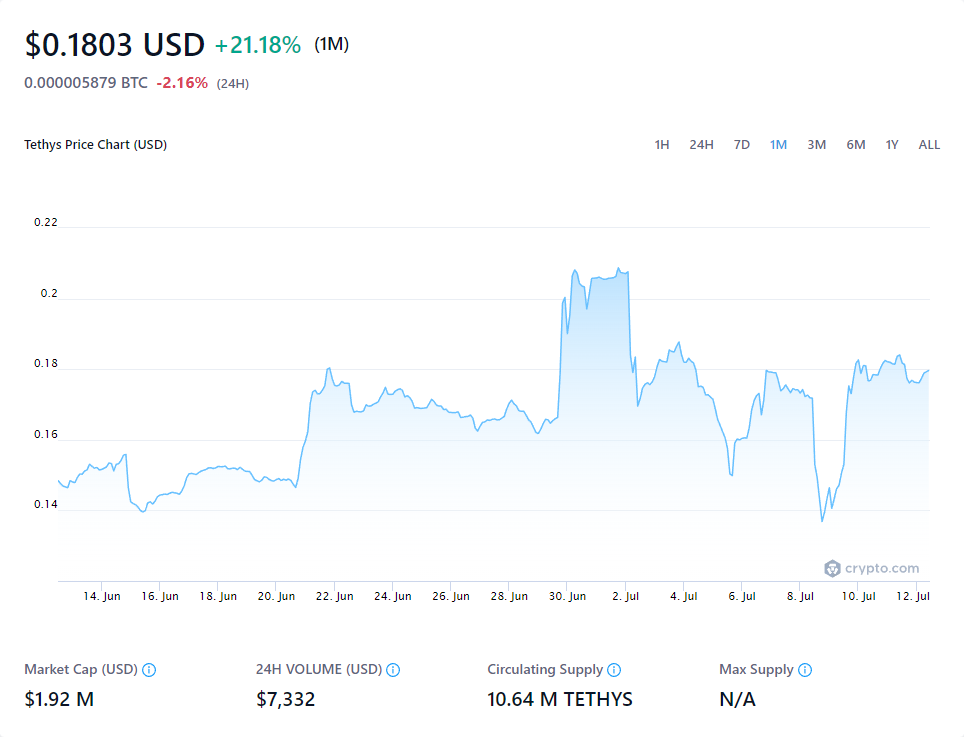 $0.1803 USD +21.18% (1M)
0.000005879 BTC -2.16% (24H)
Tethys Price Chart (USD) 1H 24H 7D 1M 3M 6M 1Y ALL
0.22
0.2
0.18
0.16
0.14
crypto.com
14. Jun 16. Jun 18. Jun 20. Jun 22. Jun 24. Jun 26. Jun 28. Jun 30. Jun 2. Jul 4. Jul 6. Jul 8. Jul 10. Jul 12. Jul
Market Cap (USD) 24H VOLUME (USD) Circulating Supply Max Supply
$1.92 M $7,332 10.64 M TETHYS N/A